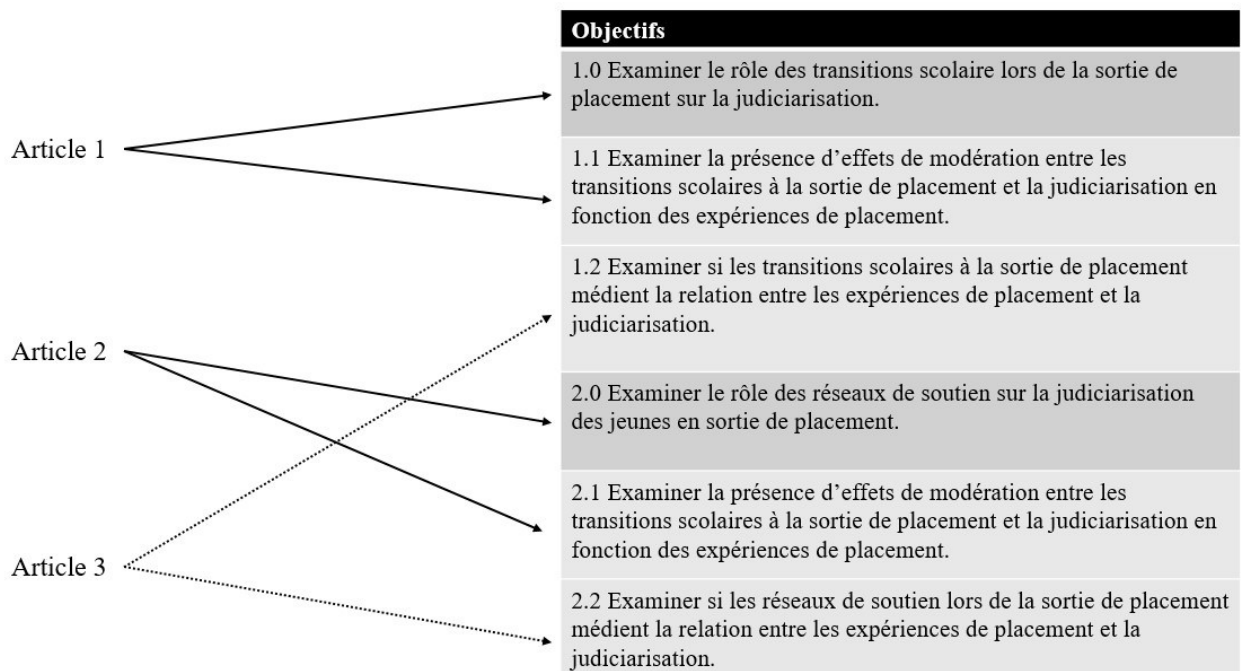 Objectifs
1.0 Examiner le rôle des transitions scolaire lors de la sortie de
placement sur la judiciarisation.
Article 1
1.1 Examiner la présence d’effets de modération entre les
transitions scolaires à la sortie de placement et la judiciarisation en
fonction des expériences de placement.
1.2 Examiner si les transitions scolaires à la sortie de placement
médient la relation entre les expériences de placement et la
judiciarisation.
Article 2
2.0 Examiner le rôle des réseaux de soutien sur la judiciarisation
des jeunes en sortie de placement.
2.1 Examiner la présence d’effets de modération entre les
transitions scolaires à la sortie de placement et la judiciarisation en
fonction des expériences de placement.
Article 3
2.2 Examiner si les réseaux de soutien lors de la sortie de placement
médient la relation entre les expériences de placement et la
judiciarisation.